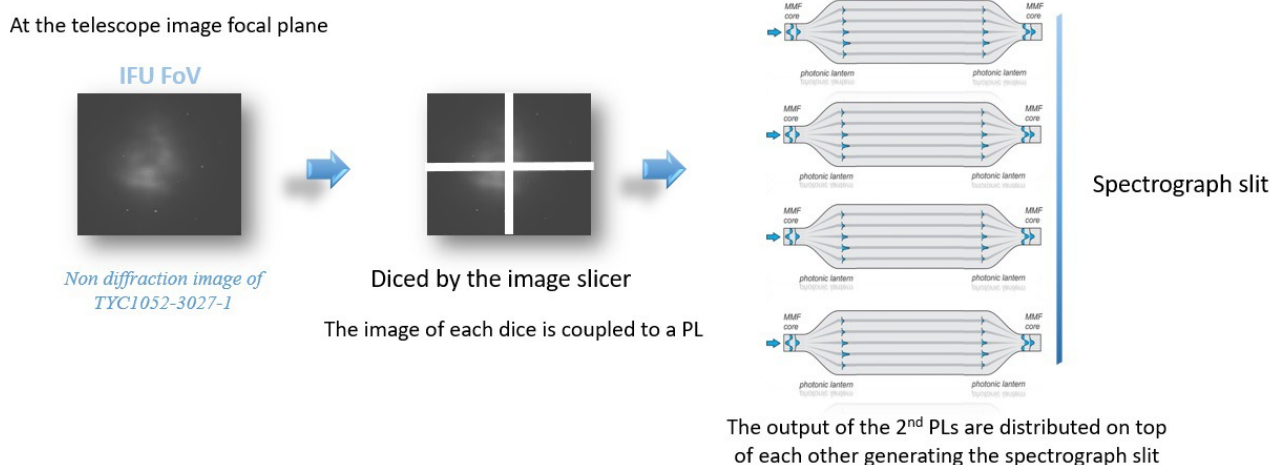 At the telescope image focal plane
IFU FoV
Non diffraction image of
TYC1052-3027-1
Diced by the image slicer
The image of each dice is coupled to a PL
MMF
core
MMF
core
photonic lantern
photonic lantern
MMF
core
MMF
core
photonic lantern
photonic lantern
MMF
core
MMF
core
photonic lantern
photonic lantern
MMF
core
MMF
core
photonic lantern
photonic lantern
Spectrograph slit
The output of the 2nd PLs are distributed on top
of each other generating the spectrograph slit